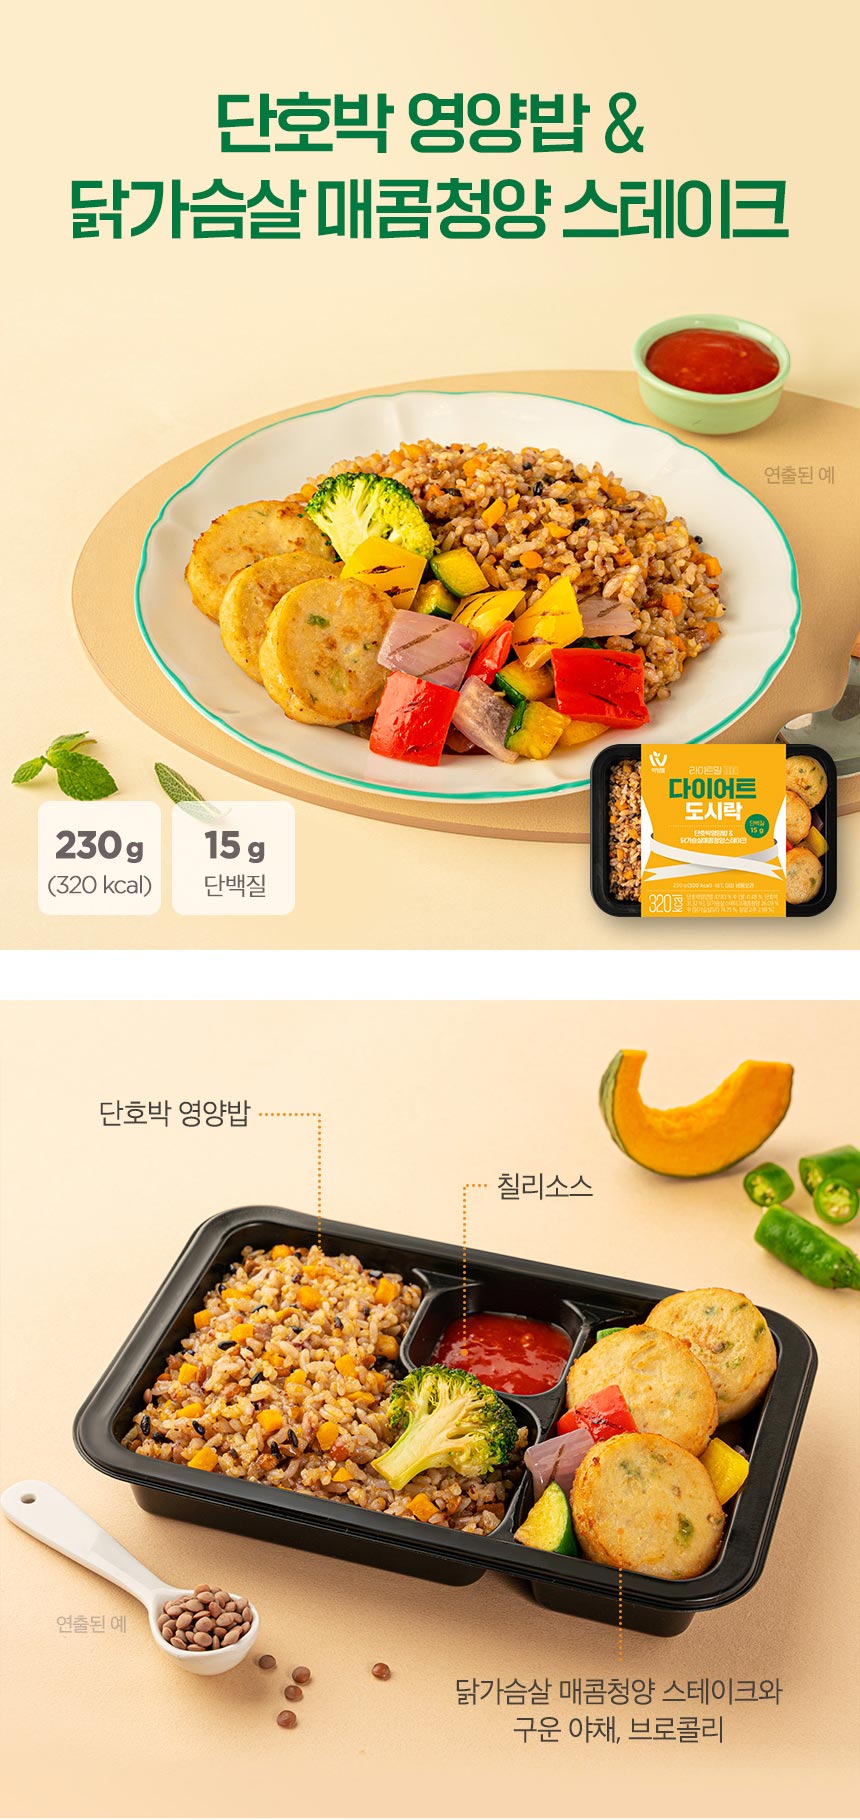 단호박 영양밥 &
닭가슴살 매콤청양 스테이크
연출된 예
230 g
(320 kcal)
15 g
단백질
다이어트
도시락
단백질
15 g
단호박영양밥 &
닭가슴살매콤청양스테이크
320 kcal
단호박 영양밥
칠리소스
연출된 예
닭가슴살 매콤청양 스테이크와
구운 야채, 브로콜리